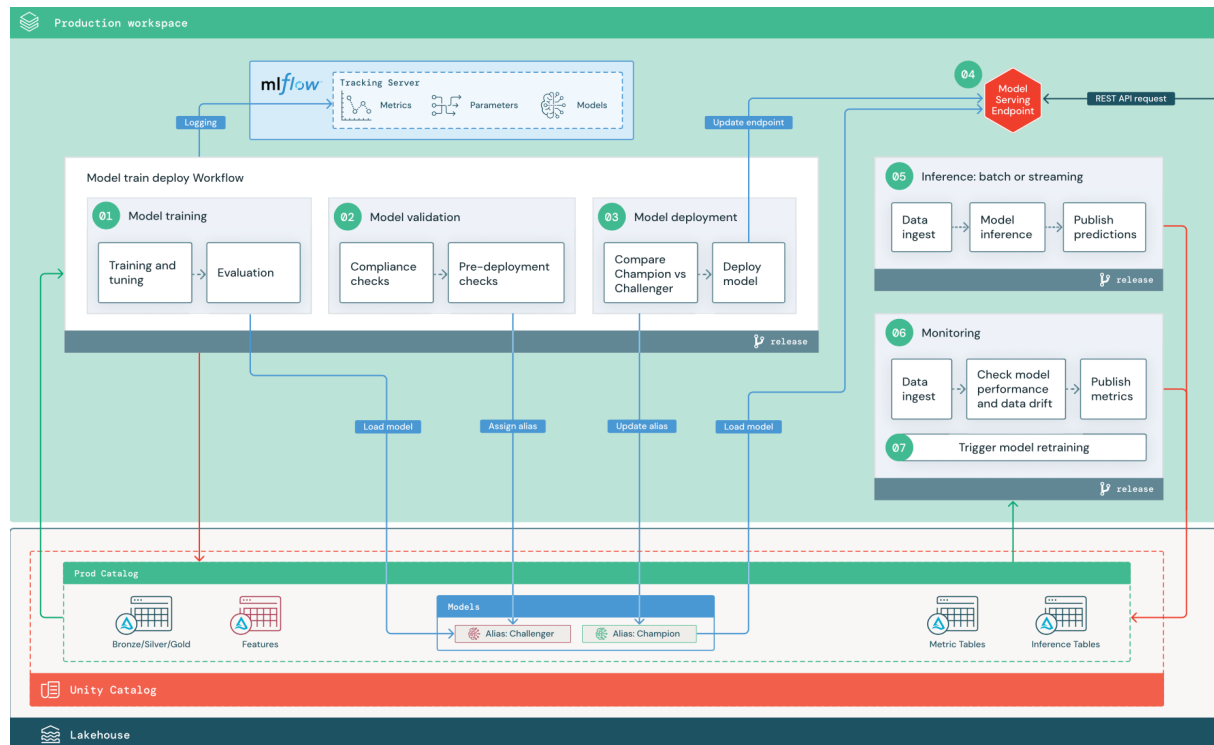 Production workspace
mlflow
Tracking Server
Metrics
Parameters
Models
Logging
Update endpoint
04
Model
Serving
Endpoint
REST API request
Model train deploy Workflow
01
Model training
Training and
tuning
Evaluation
02
Model validation
Compliance
checks
Pre-deployment
checks
03
Model deployment
Compare
Champion vs
Challenger
Deploy
model
release
05
Inference: batch or streaming
Data
ingest
Model
inference
Publish
predictions
release
06
Monitoring
Data
ingest
Check model
performance
and data drift
Publish
metrics
07
Trigger model retraining
release
Load model
Assign alias
Update alias
Load model
Prod Catalog
Bronze/Silver/Gold
Features
Models
Alias: Challenger
Alias: Champion
Metric Tables
Inference Tables
Unity Catalog
Lakehouse